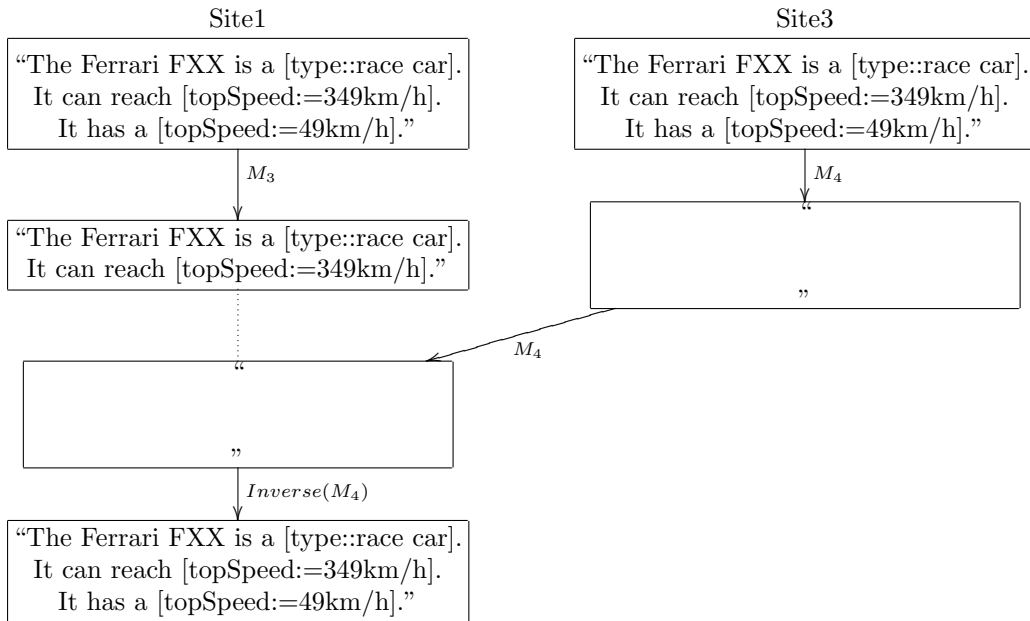 Site1
Site3
“The Ferrari FXX is a [type::race car].
It can reach [topSpeed:=349km/h].
It has a [topSpeed:=49km/h].”
“The Ferrari FXX is a [type::race car].
It can reach [topSpeed:=349km/h].
It has a [topSpeed:=49km/h].”
M3
M4
“The Ferrari FXX is a [type::race car].
It can reach [topSpeed:=349km/h].”
“
”
M4
“
”
Inverse(M4)
“The Ferrari FXX is a [type::race car].
It can reach [topSpeed:=349km/h].
It has a [topSpeed:=49km/h].”